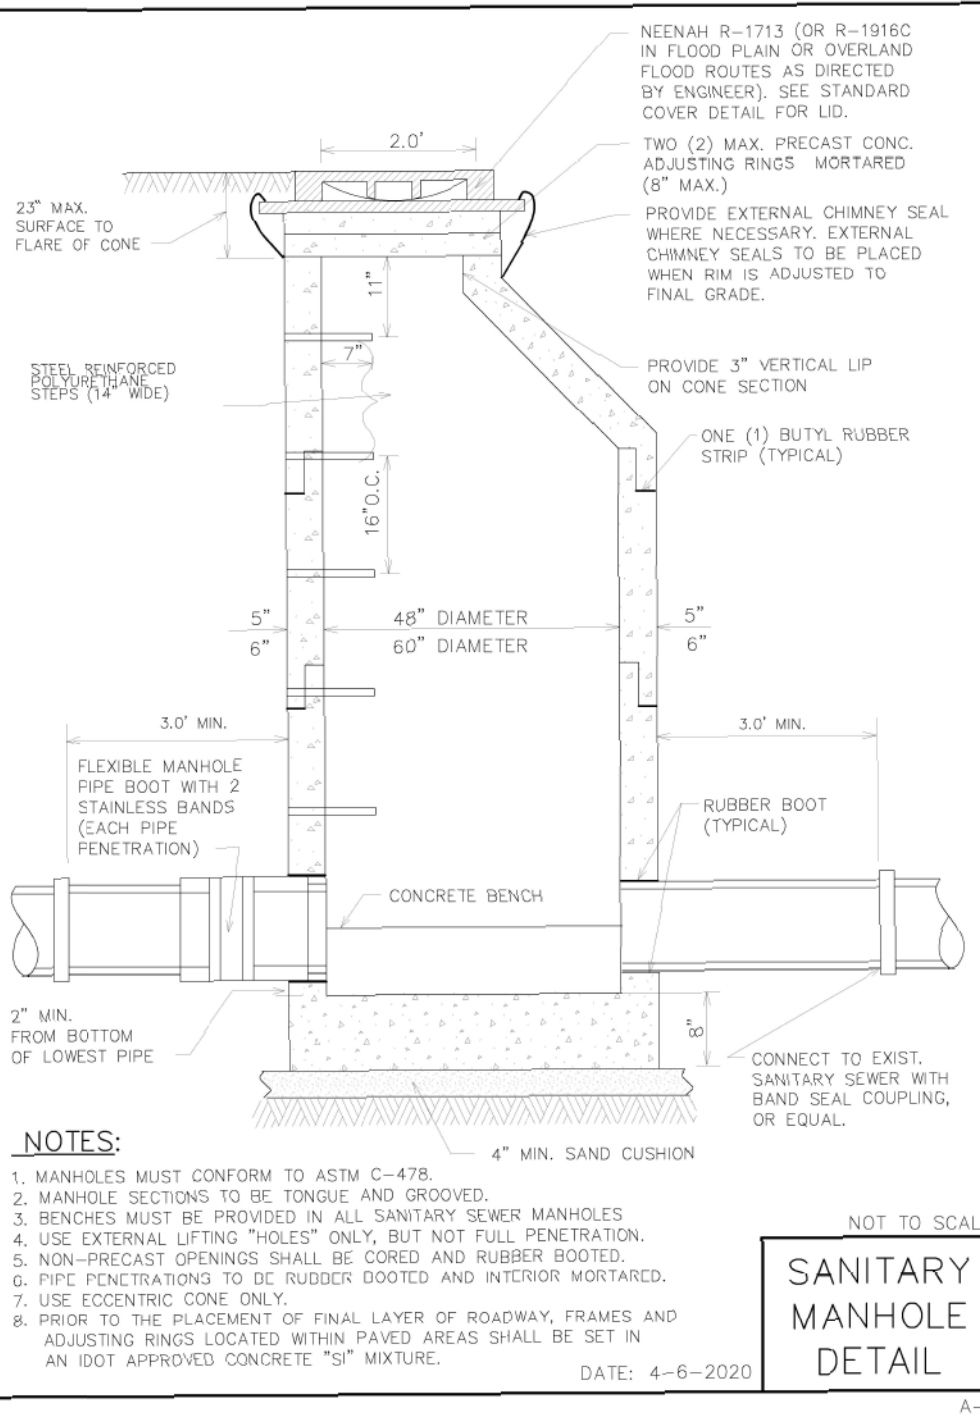 NEENAH R-1713 (OR R-1916C
IN FLOOD PLAIN OR OVERLAND
FLOOD ROUTES AS DIRECTED
BY ENGINEER). SEE STANDARD
COVER DETAIL FOR LID.
2.0'
TWO (2) MAX. PRECAST CONC.
ADJUSTING RINGS MORTARED
(8" MAX.)
23" MAX.
SURFACE TO
FLARE OF CONE
PROVIDE EXTERNAL CHIMNEY SEAL
WHERE NECESSARY. EXTERNAL
CHIMNEY SEALS TO BE PLACED
WHEN RIM IS ADJUSTED TO
FINAL GRADE.
11"
7"
STEEL REINFORCED
POLYURETHANE
STEPS (14" WIDE)
PROVIDE 3" VERTICAL LIP
ON CONE SECTION
ONE (1) BUTYL RUBBER
STRIP (TYPICAL)
16"O.C.
5"
6"
48" DIAMETER
60" DIAMETER
5"
6"
3.0' MIN.
3.0' MIN.
FLEXIBLE MANHOLE
PIPE BOOT WITH 2
STAINLESS BANDS
(EACH PIPE
PENETRATION)
RUBBER BOOT
(TYPICAL)
CONCRETE BENCH
2" MIN.
FROM BOTTOM
OF LOWEST PIPE
8"
CONNECT TO EXIST.
SANITARY SEWER WITH
BAND SEAL COUPLING,
OR EQUAL.
4" MIN. SAND CUSHION
NOTES:
1. MANHOLES MUST CONFORM TO ASTM C-478.
2. MANHOLE SECTIONS TO BE TONGUE AND GROOVED.
3. BENCHES MUST BE PROVIDED IN ALL SANITARY SEWER MANHOLES
4. USE EXTERNAL LIFTING "HOLES" ONLY, BUT NOT FULL PENETRATION.
5. NON-PRECAST OPENINGS SHALL BE CORED AND RUBBER BOOTED.
6. PIPE PENETRATIONS TO BE RUBBER BOOTED AND INTERIOR MORTARED.
7. USE ECCENTRIC CONE ONLY.
8. PRIOR TO THE PLACEMENT OF FINAL LAYER OF ROADWAY, FRAMES AND
ADJUSTING RINGS LOCATED WITHIN PAVED AREAS SHALL BE SET IN
AN IDOT APPROVED CONCRETE "SI" MIXTURE.
DATE: 4-6-2020
NOT TO SCAL
SANITARY
MANHOLE
DETAIL
A-